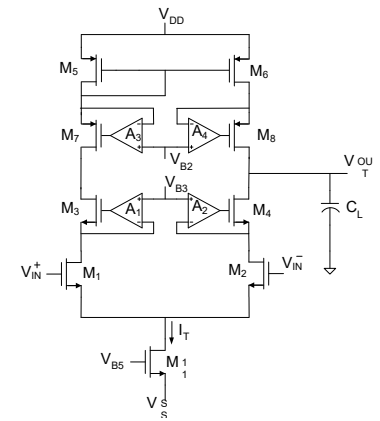 VDD
M5
M6
M7
A3
A4
M8
VB2
VOUT
VB3
M3
A1
A2
M4
CL
VIN+
M1
M2
VIN−
IT
VB5
M11
VSS